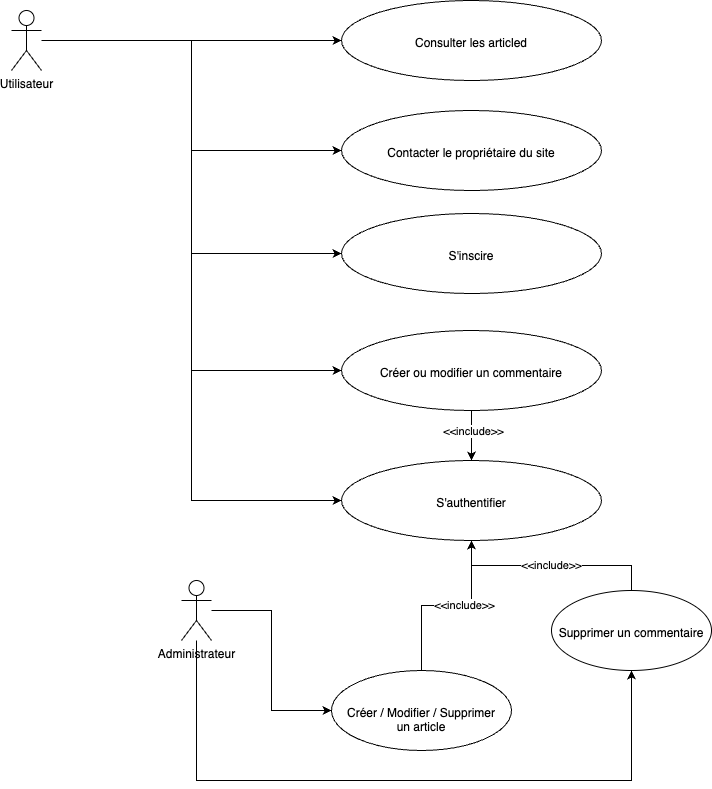 Utilisateur
Consulter les articled
Contacter le propriétaire du site
S'inscire
Créer ou modifier un commentaire
<<include>>
S'authentifier
<<include>>
<<include>>
Administrateur
Supprimer un commentaire
Créer / Modifier / Supprimer
un article